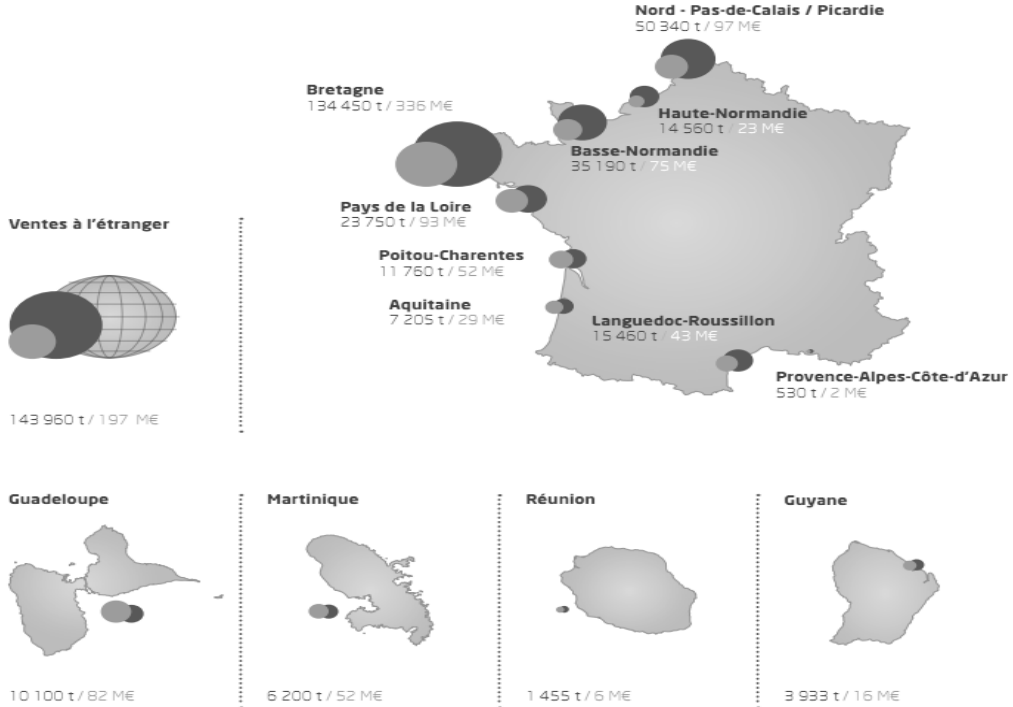 Nord - Pas-de-Calais / Picardie
50 340 t / 97 M€
Bretagne
134 450 t / 336 M€
Haute-Normandie
14 560 t / 23 M€
Basse-Normandie
35 190 t / 75 M€
Pays de la Loire
23 750 t / 93 M€
Ventes à l'étranger
Poitou-Charentes
11 760 t / 52 M€
Aquitaine
7 205 t / 29 M€
Languedoc-Roussillon
15 460 t / 43 M€
Provence-Alpes-Côte-d'Azur
530 t / 2 M€
143 960 t / 197 M€
Guadeloupe
Martinique
Réunion
Guyane
10 100 t / 82 M€
6 200 t / 52 M€
1 455 t / 6 M€
3 933 t / 16 M€